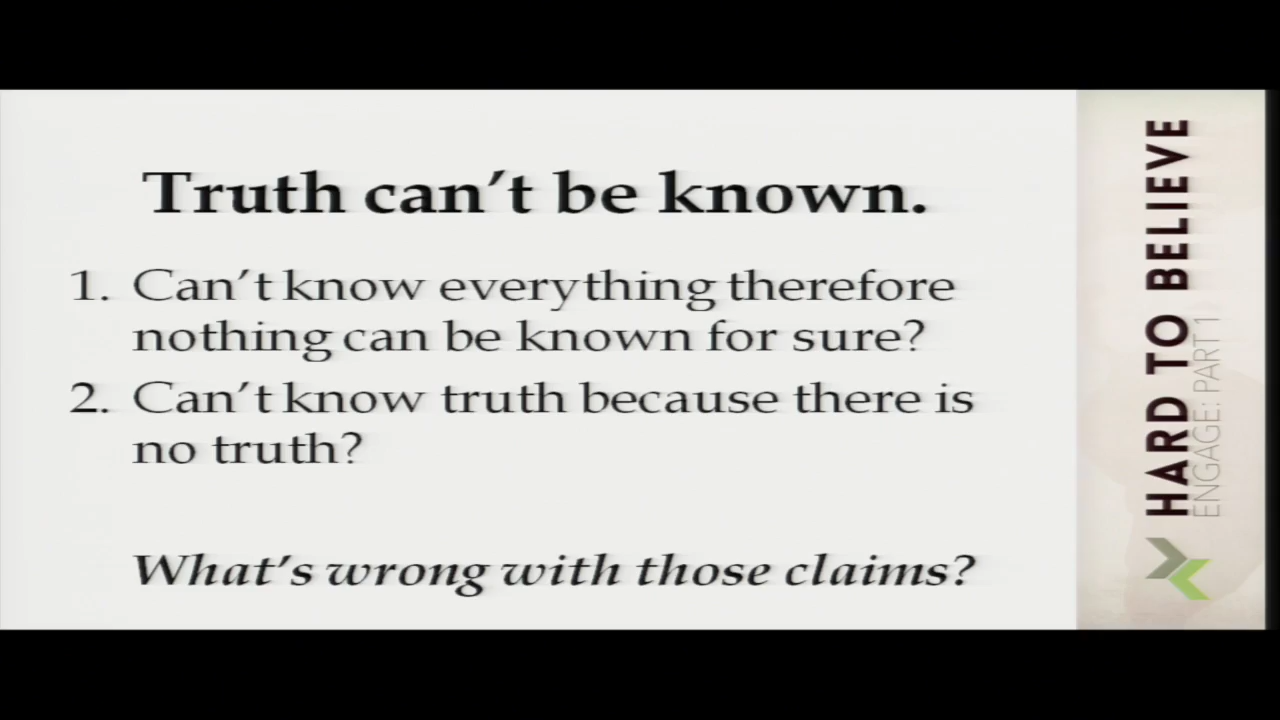 Truth can't be known.
1. Can't know everything therefore
nothing can be known for sure?
2. Can't know truth because there is
no truth?
What's wrong with those claims?
HARD TO BELIEVE
ENGAGE: PART 1